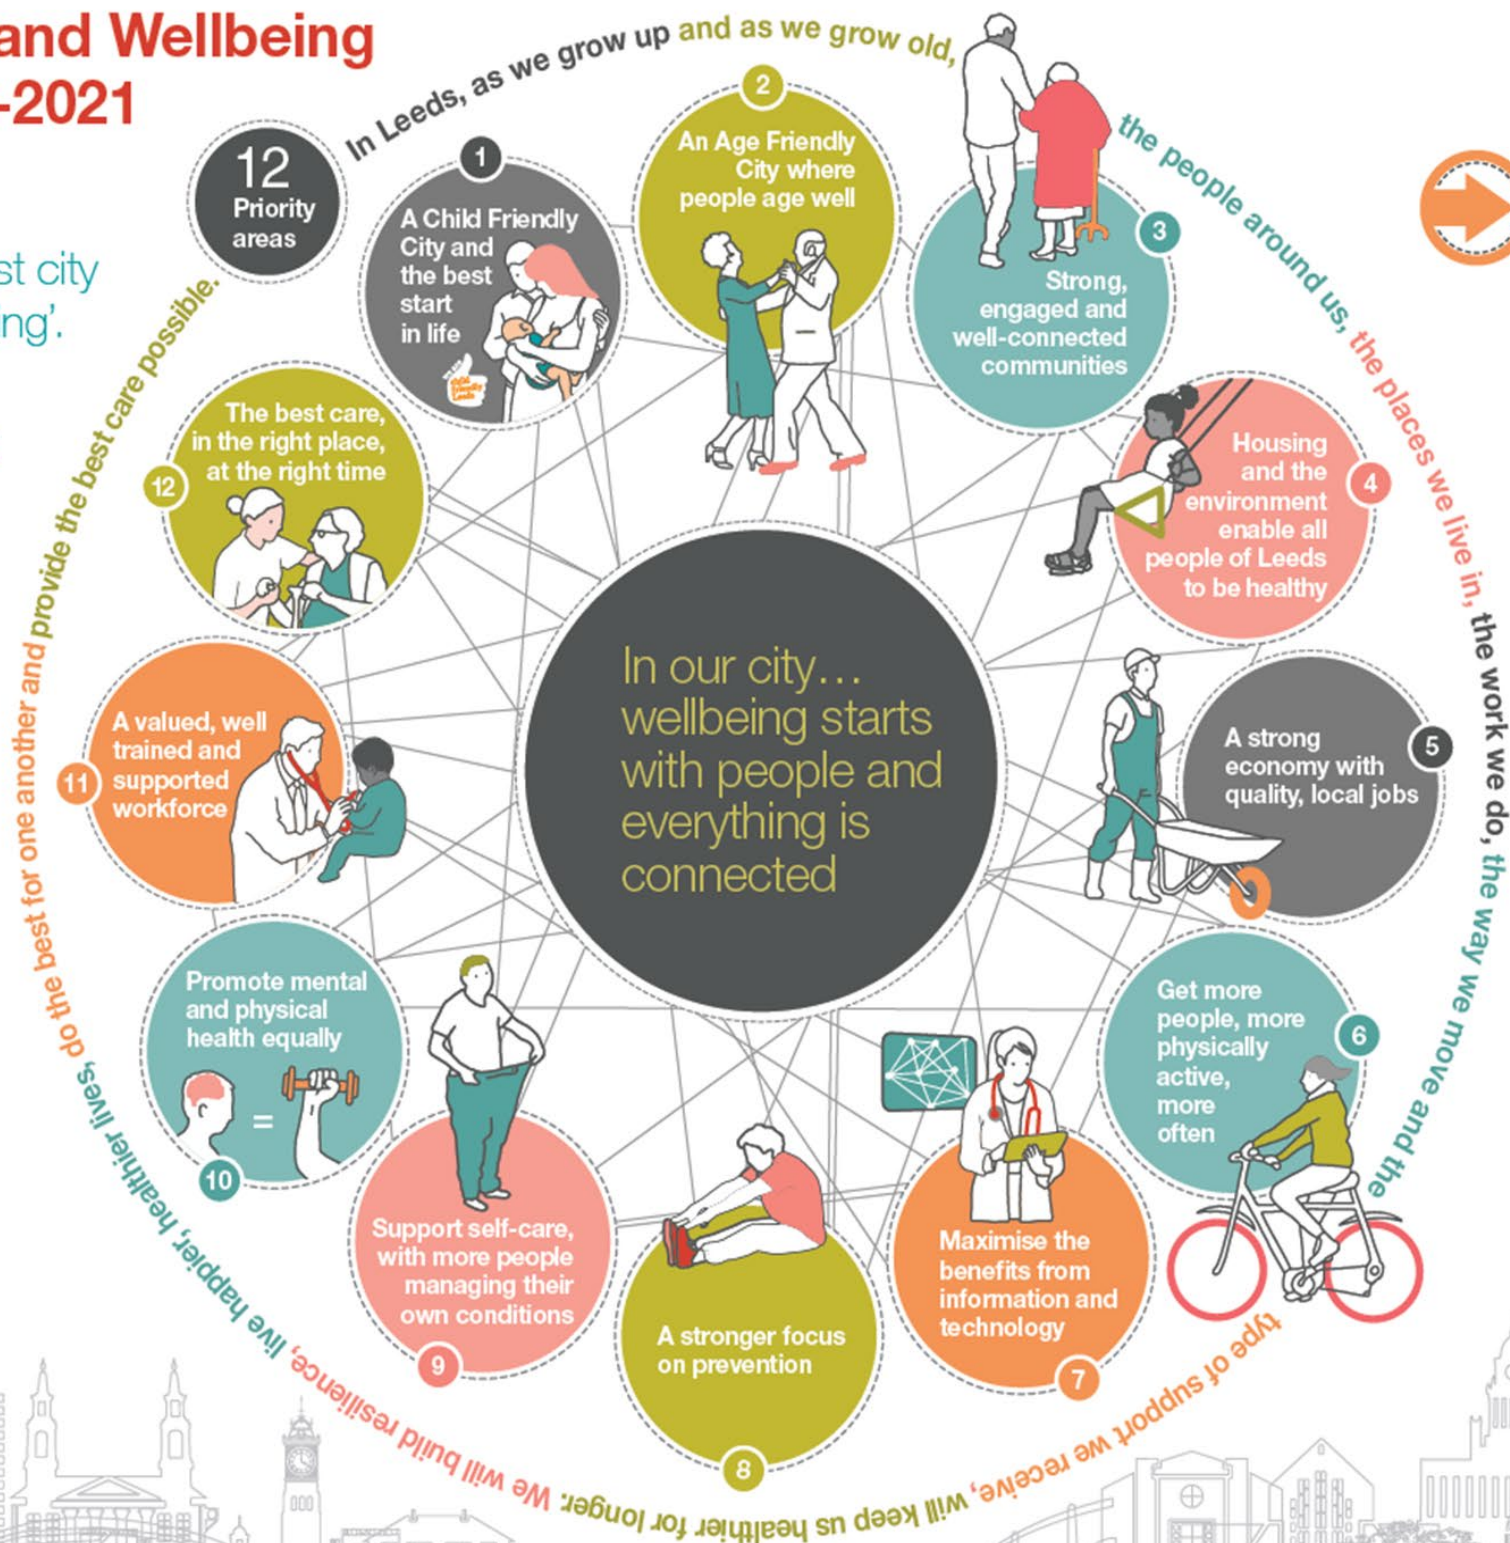 and Wellbeing
-2021
st city
ing’.
12
Priority
areas
In Leeds, as we grow up and as we grow old, the people around us, the places we live in, the work we do, the way we move and the type of support we receive, will keep us healthier for longer. We will build resilience, live happier, healthier lives, do the best for one another and provide the best care possible.
1
A Child Friendly
City and
the best
start
in life
Child
Friendly
Leeds
2
An Age Friendly
City where
people age well
3
Strong,
engaged and
well-connected
communities
4
Housing
and the
environment
enable all
people of Leeds
to be healthy
5
A strong
economy with
quality, local jobs
6
Get more
people, more
physically
active,
more
often
7
Maximise the
benefits from
information and
technology
8
A stronger focus
on prevention
9
Support self-care,
with more people
managing their
own conditions
10
Promote mental
and physical
health equally
=
11
A valued, well
trained and
supported
workforce
12
The best care,
in the right place,
at the right time
In our city…
wellbeing starts
with people and
everything is
connected